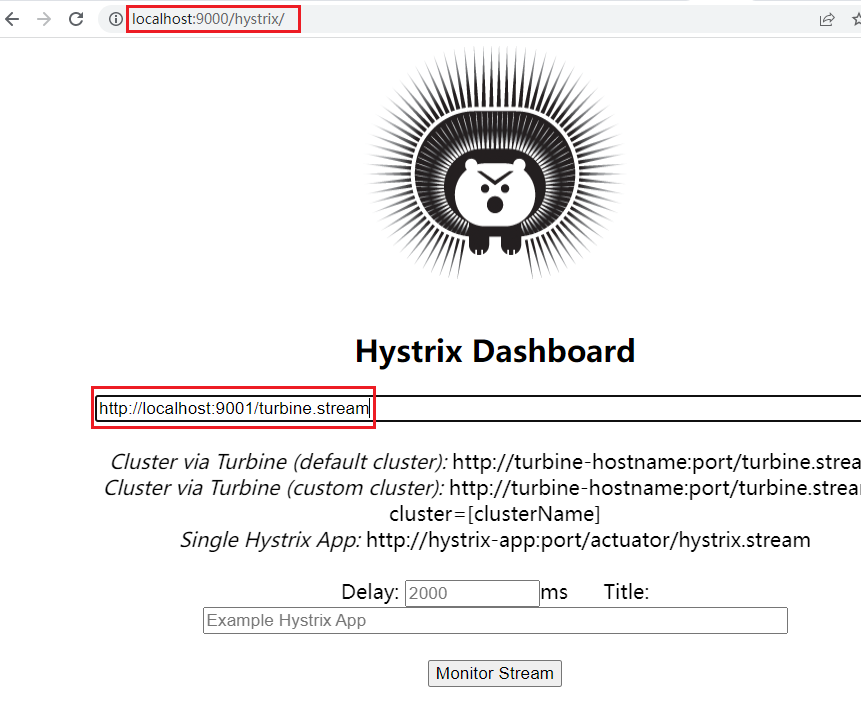 localhost:9000/hystrix/
Hystrix Dashboard
http://localhost:9001/turbine.stream
Cluster via Turbine (default cluster): http://turbine-hostname:port/turbine.strea
Cluster via Turbine (custom cluster): http://turbine-hostname:port/turbine.strea
cluster=[clusterName]
Single Hystrix App: http://hystrix-app:port/actuator/hystrix.stream
Delay: 2000 ms Title:
Example Hystrix App
Monitor Stream